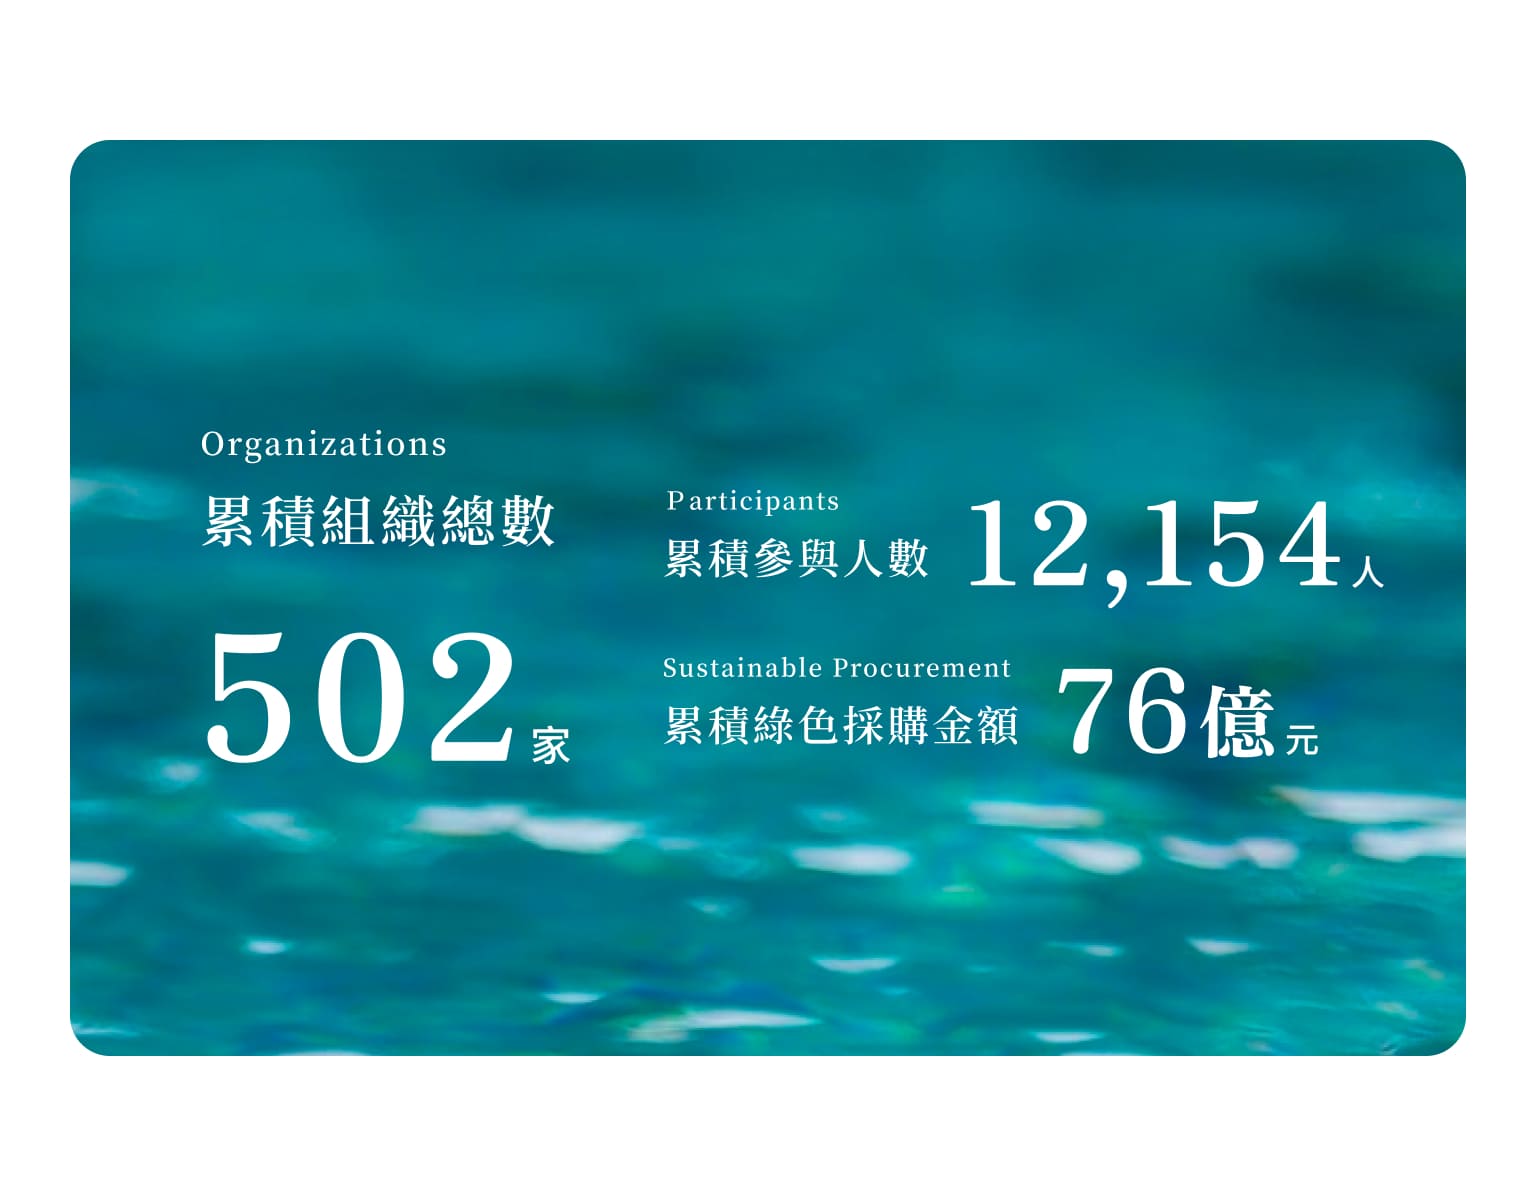 Organizations
累積組織總數
502家
Participants
累積參與人數 12,154人
Sustainable Procurement
累積綠色採購金額 76億元